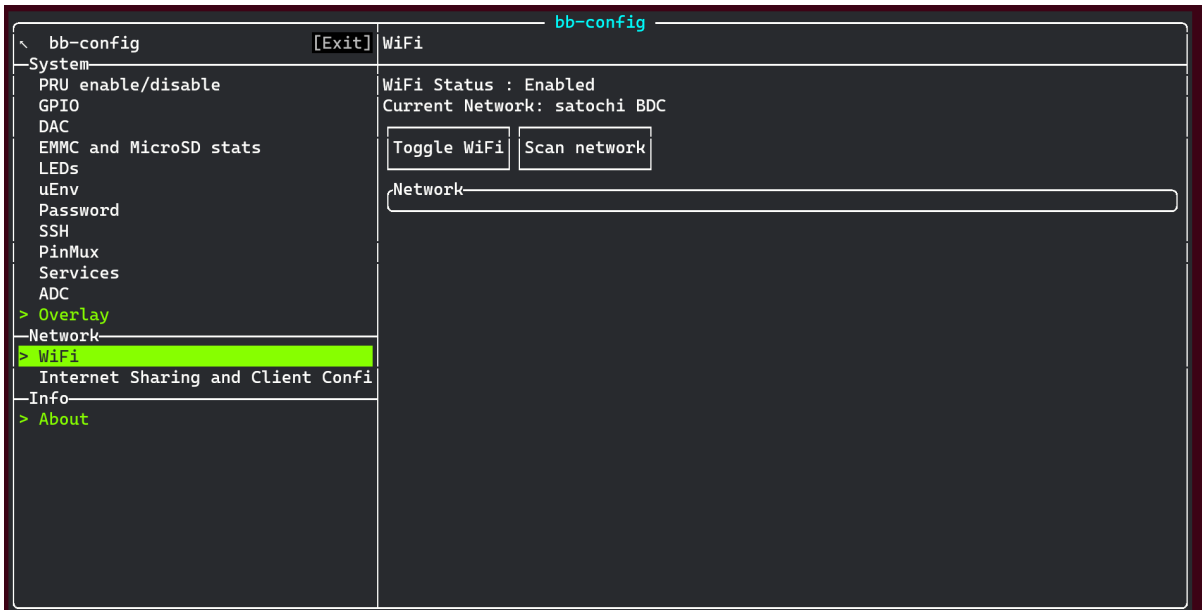 bb-config
bb-config [Exit]
System
PRU enable/disable
GPIO
DAC
EMMC and MicroSD stats
LEDs
uEnv
Password
SSH
PinMux
Services
ADC
> Overlay
Network
> WiFi
Internet Sharing and Client Confi
Info
> About
WiFi
WiFi Status : Enabled
Current Network: satochi BDC
Toggle WiFi Scan network
Network